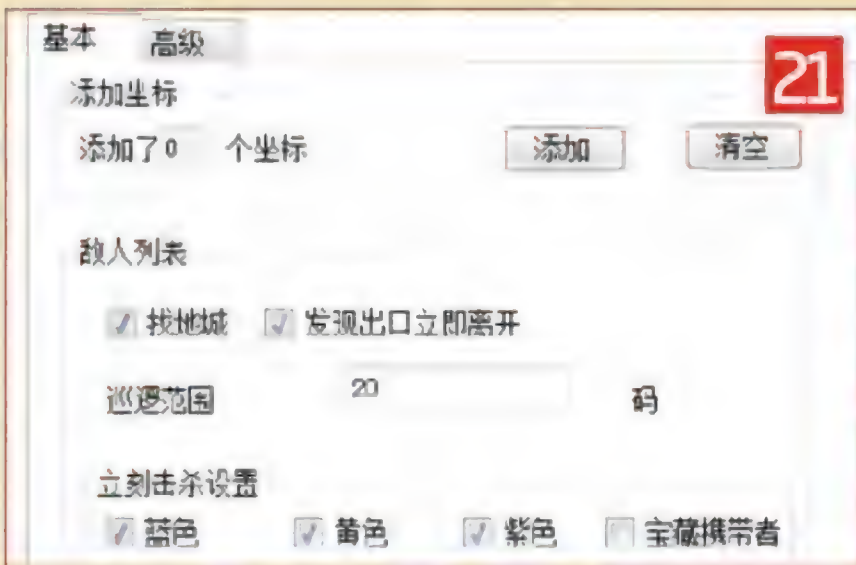 基本 高级
21
添加坐标
添加了0 个坐标 添加 清空
敌人列表
找地城 发现出口立即离开
巡逻范围 20 码
立刻击杀设置
蓝色 黄色 紫色 宝藏携带者